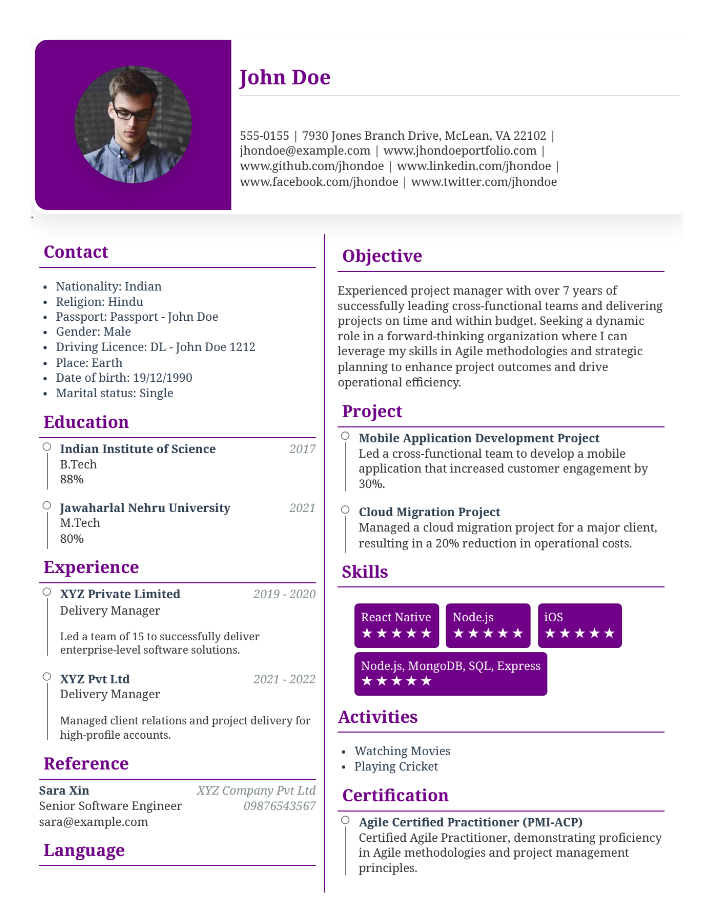 John Doe
555-0155 | 7930 Jones Branch Drive, McLean, VA 22102 |
jhondoe@example.com | www.jhondoeportfolio.com |
www.github.com/jhondoe | www.linkedin.com/jhondoe |
www.facebook.com/jhondoe | www.twitter.com/jhondoe
.
Contact
• Nationality: Indian
• Religion: Hindu
• Passport: Passport - John Doe
• Gender: Male
• Driving Licence: DL - John Doe 1212
• Place: Earth
• Date of birth: 19/12/1990
• Marital status: Single
Education
Indian Institute of Science 2017
B.Tech
88%
Jawaharlal Nehru University 2021
M.Tech
80%
Experience
XYZ Private Limited 2019 - 2020
Delivery Manager
Led a team of 15 to successfully deliver
enterprise-level software solutions.
XYZ Pvt Ltd 2021 - 2022
Delivery Manager
Managed client relations and project delivery for
high-profile accounts.
Reference
Sara Xin XYZ Company Pvt Ltd
Senior Software Engineer 09876543567
sara@example.com
Language
Objective
Experienced project manager with over 7 years of
successfully leading cross-functional teams and delivering
projects on time and within budget. Seeking a dynamic
role in a forward-thinking organization where I can
leverage my skills in Agile methodologies and strategic
planning to enhance project outcomes and drive
operational efficiency.
Project
Mobile Application Development Project
Led a cross-functional team to develop a mobile
application that increased customer engagement by
30%.
Cloud Migration Project
Managed a cloud migration project for a major client,
resulting in a 20% reduction in operational costs.
Skills
React Native Node.js iOS
★★★★★ ★★★★★ ★★★★★
Node.js, MongoDB, SQL, Express
★★★★★
Activities
• Watching Movies
• Playing Cricket
Certification
Agile Certified Practitioner (PMI-ACP)
Certified Agile Practitioner, demonstrating proficiency
in Agile methodologies and project management
principles.